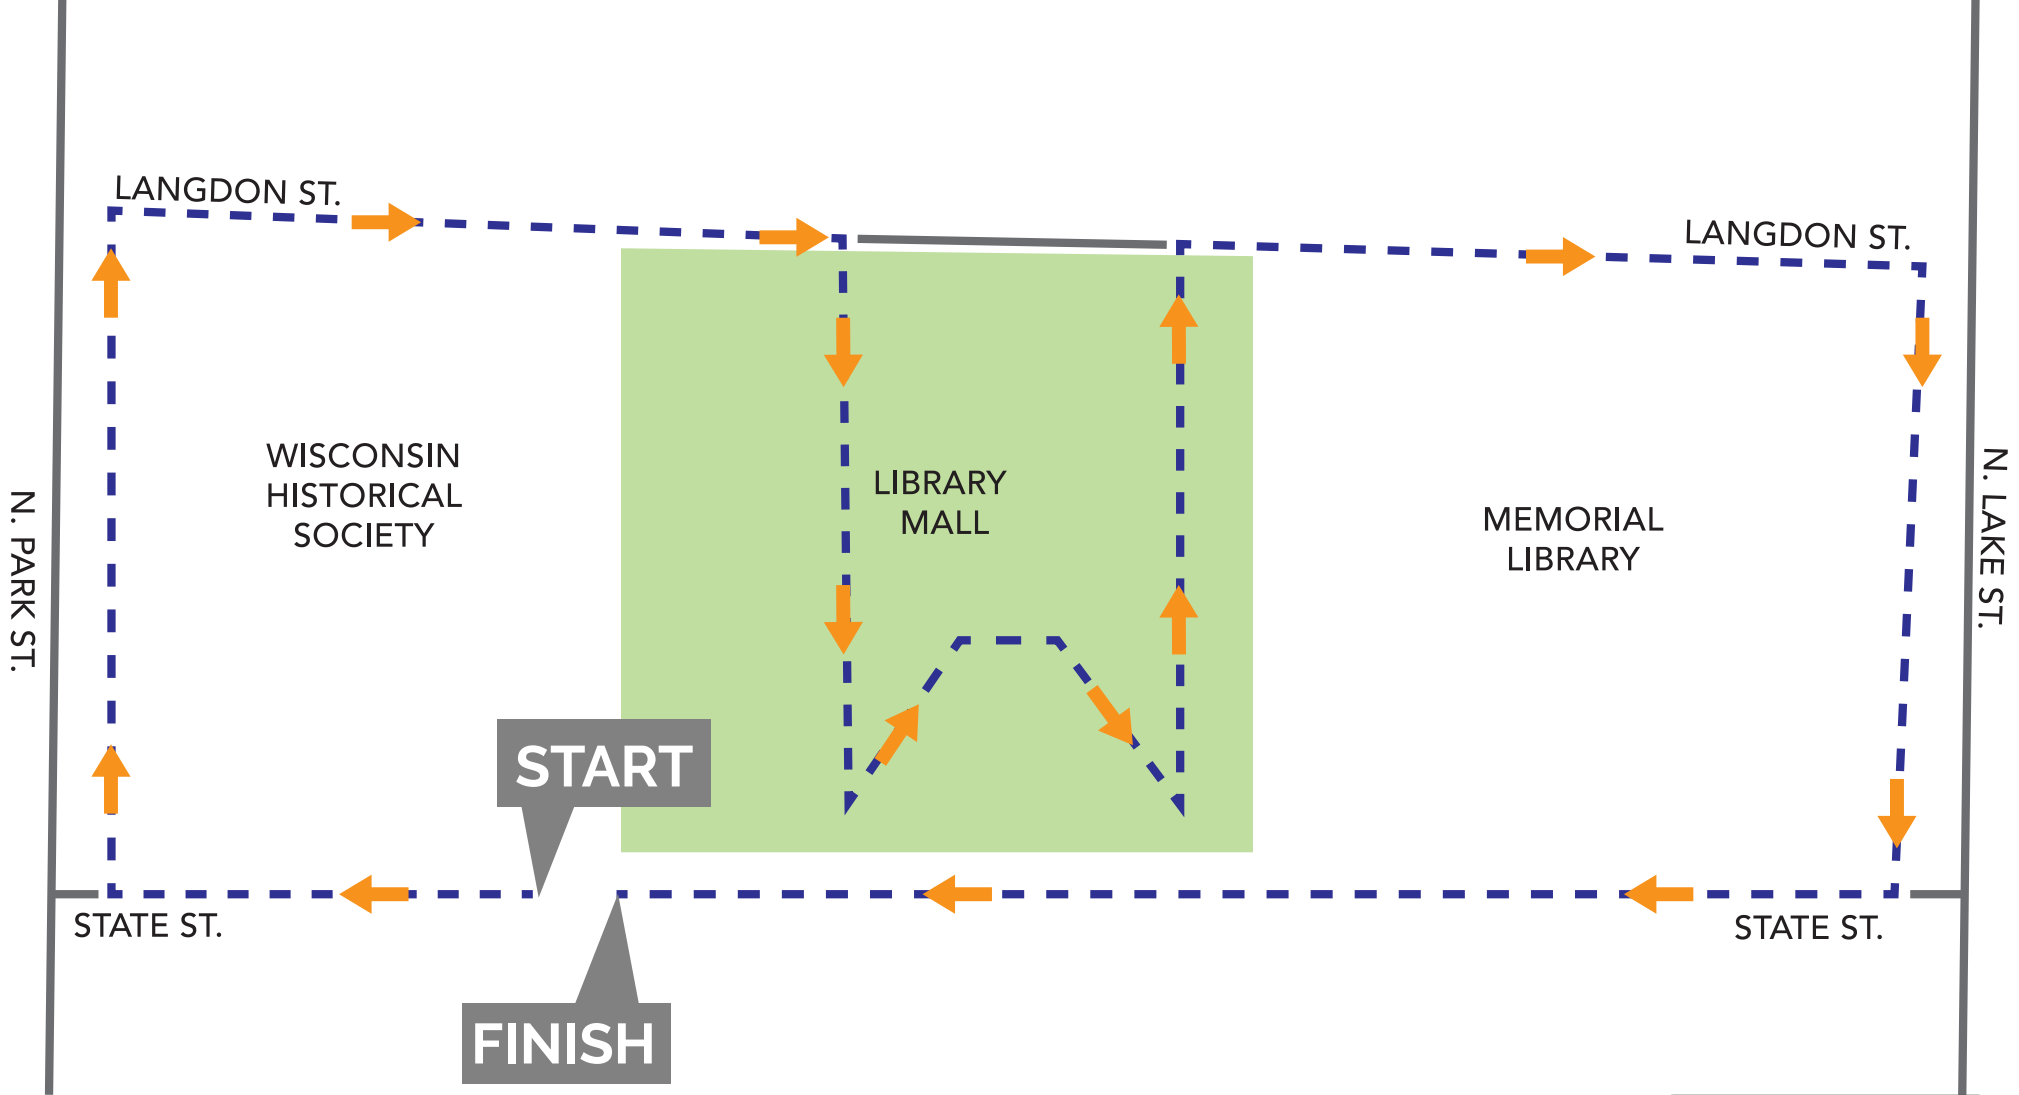 LANGDON ST.
LANGDON ST.
WISCONSIN
HISTORICAL
SOCIETY
LIBRARY
MALL
MEMORIAL
LIBRARY
N. PARK ST.
N. LAKE ST.
START
STATE ST.
STATE ST.
FINISH